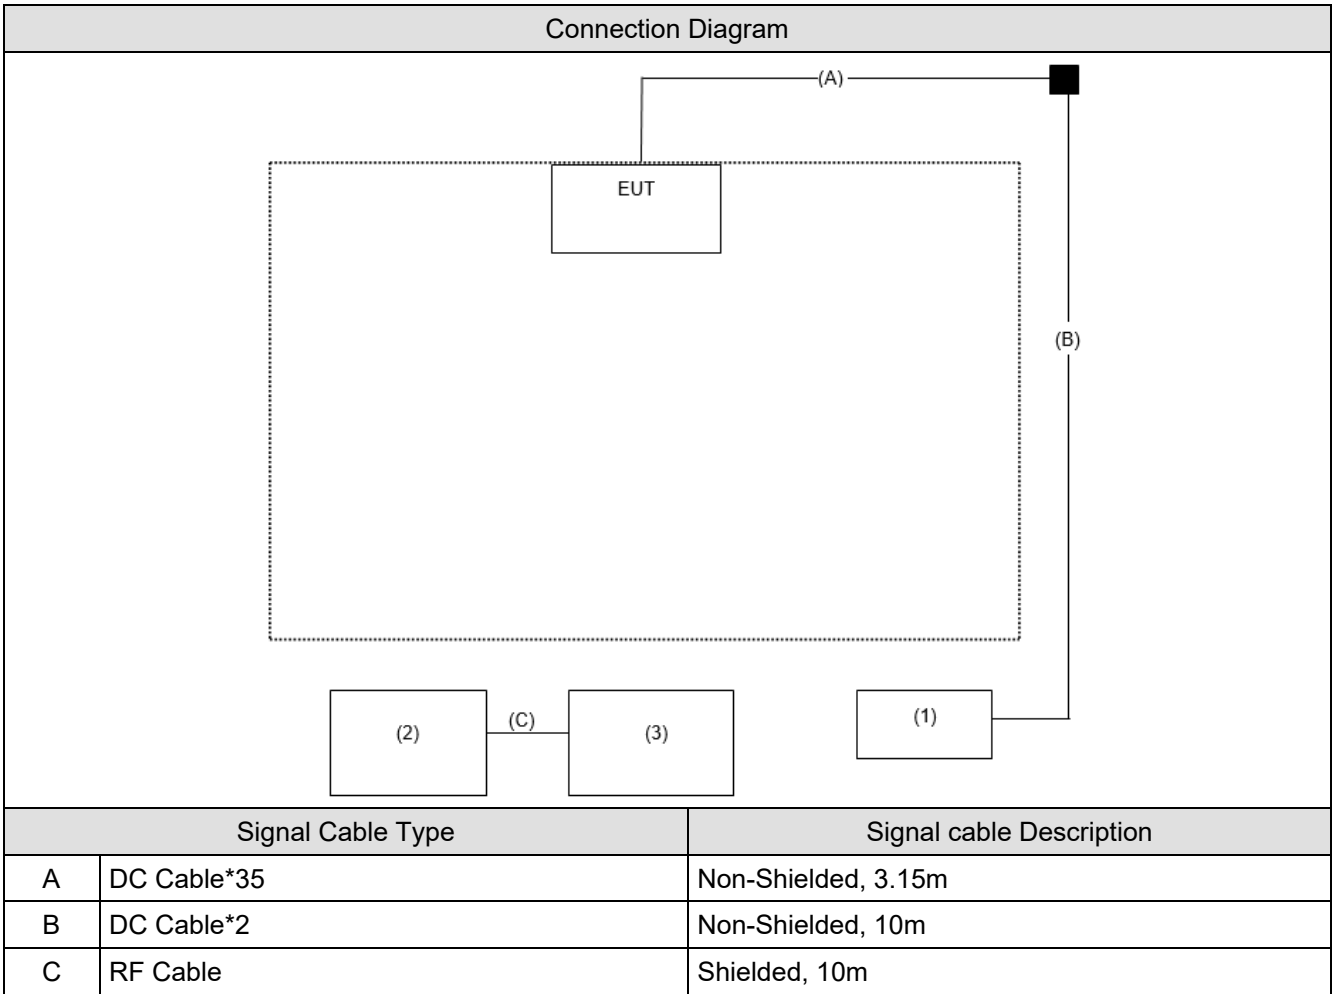 Connection Diagram
(A)
EUT
(B)
(1)
(2)
(C)
(3)
Signal Cable Type
Signal cable Description
A
DC Cable*35
Non-Shielded, 3.15m
B
DC Cable*2
Non-Shielded, 10m
C
RF Cable
Shielded, 10m